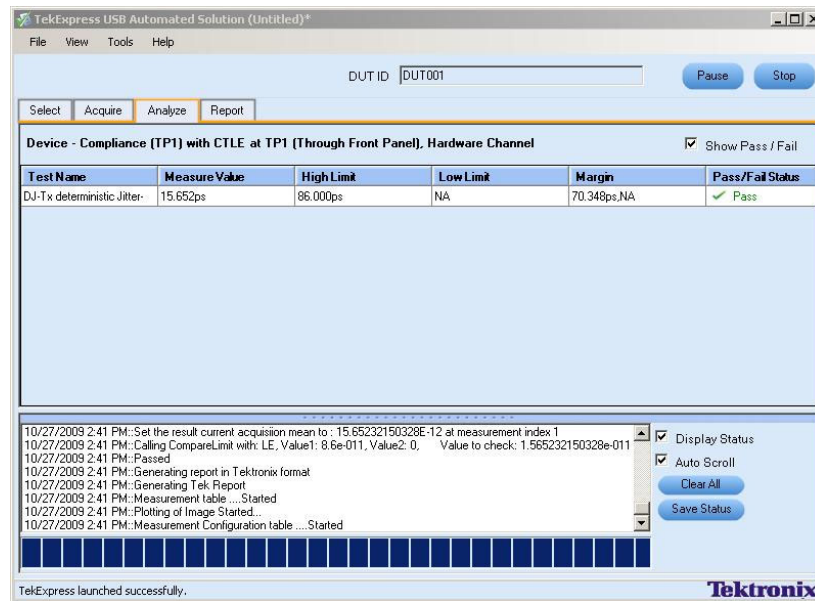 TekExpress USB Automated Solution (Untitled)*
File View Tools Help
DUT ID DUT001 Pause Stop
Select Acquire Analyze Report
Device - Compliance (TP1) with CTLE at TP1 (Through Front Panel), Hardware Channel Show Pass / Fail
Test Name Measure Value High Limit Low Limit Margin Pass/Fail Status
DJ-Tx deterministic Jitter- 15.652ps 86.000ps NA 70.348ps,NA Pass
10/27/2009 2:41 PM::Set the result current acquisiion mean to : 15.65232150328E-12 at measurement index 1
10/27/2009 2:41 PM::Calling CompareLimit with: LE, Value1: 8.6e-011, Value2: 0, Value to check: 1.565232150328e-011
10/27/2009 2:41 PM::Passed
10/27/2009 2:41 PM::Generating report in Tektronix format
10/27/2009 2:41 PM::Generating Tek Report
10/27/2009 2:41 PM::Measurement table ....Started
10/27/2009 2:41 PM::Plotting of Image Started...
10/27/2009 2:41 PM::Measurement Configuration table ....Started
Display Status
Auto Scroll
Clear All
Save Status
TekExpress launched successfully.
Tektronix